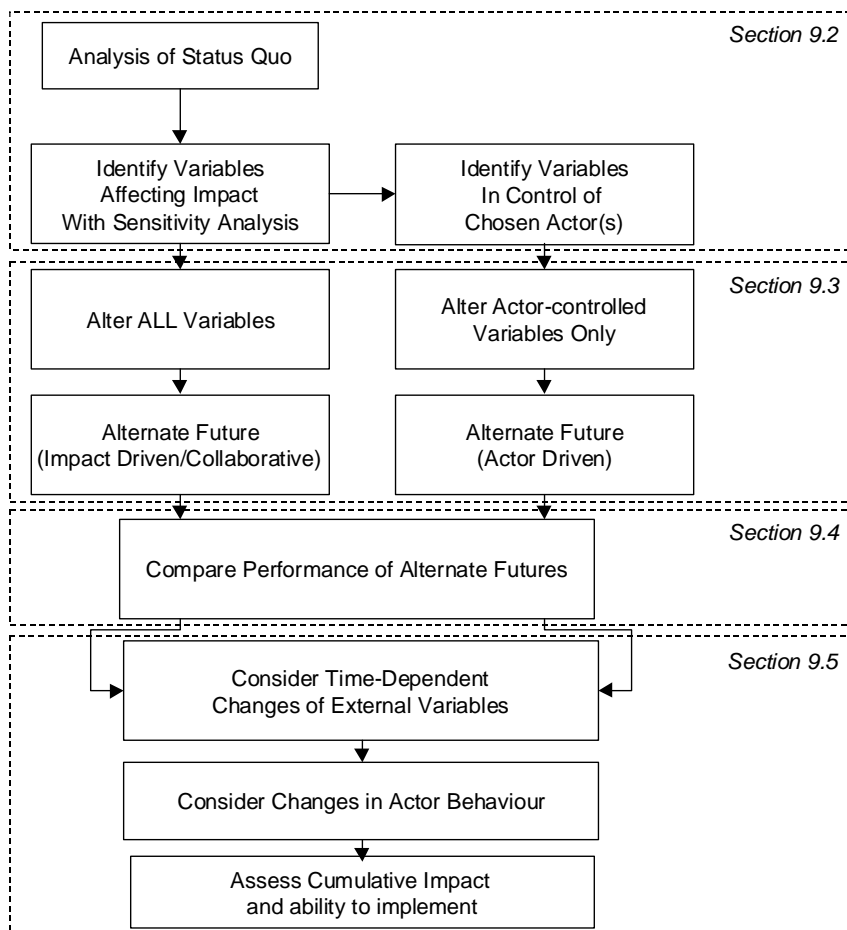 Section 9.2
Analysis of Status Quo
Identify Variables
Affecting Impact
With Sensitivity Analysis
Identify Variables
In Control of
Chosen Actor(s)
Section 9.3
Alter ALL Variables
Alter Actor-controlled
Variables Only
Alternate Future
(Impact Driven/Collaborative)
Alternate Future
(Actor Driven)
Section 9.4
Compare Performance of Alternate Futures
Section 9.5
Consider Time-Dependent
Changes of External Variables
Consider Changes in Actor Behaviour
Assess Cumulative Impact
and ability to implement